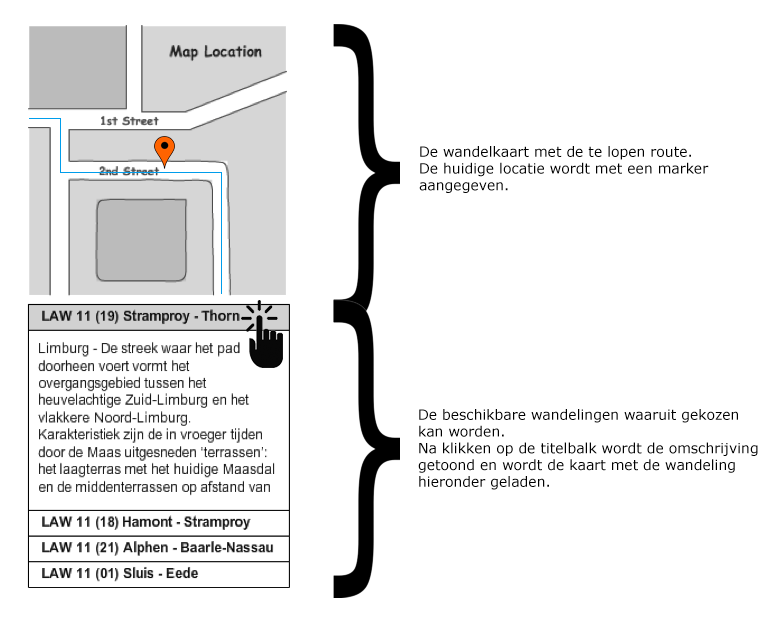 Map Location
1st Street
2nd Street
De wandelkaart met de te lopen route.
De huidige locatie wordt met een marker
aangegeven.
LAW 11 (19) Stramproy - Thorn
Limburg - De streek waar het pad
doorheen voert vormt het
overgangsgebied tussen het
heuvelachtige Zuid-Limburg en het
vlakkere Noord-Limburg.
Karakteristiek zijn de in vroeger tijden
door de Maas uitgesneden 'terrassen':
het laagterras met het huidige Maasdal
en de middenterrassen op afstand van
LAW 11 (18) Hamont - Stramproy
LAW 11 (21) Alphen - Baarle-Nassau
LAW 11 (01) Sluis - Eede
De beschikbare wandelingen waaruit gekozen
kan worden.
Na klikken op de titelbalk wordt de omschrijving
getoond en wordt de kaart met de wandeling
hieronder geladen.